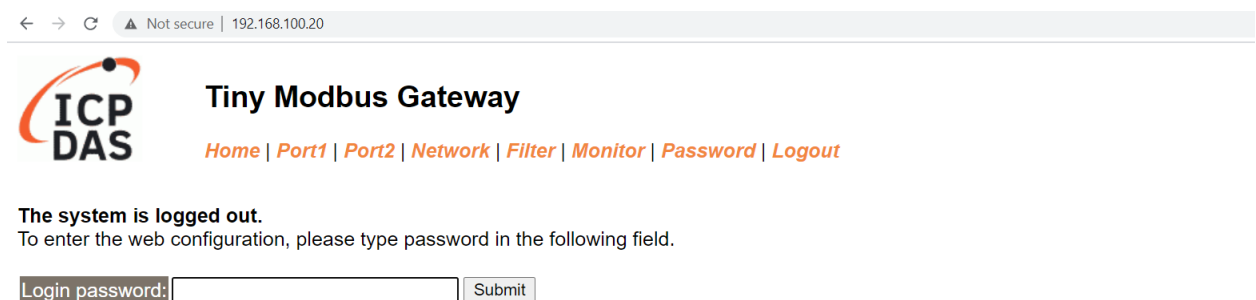 Not secure | 192.168.100.20
ICP
DAS
Tiny Modbus Gateway
Home | Port1 | Port2 | Network | Filter | Monitor | Password | Logout
The system is logged out.
To enter the web configuration, please type password in the following field.
Login password: Submit